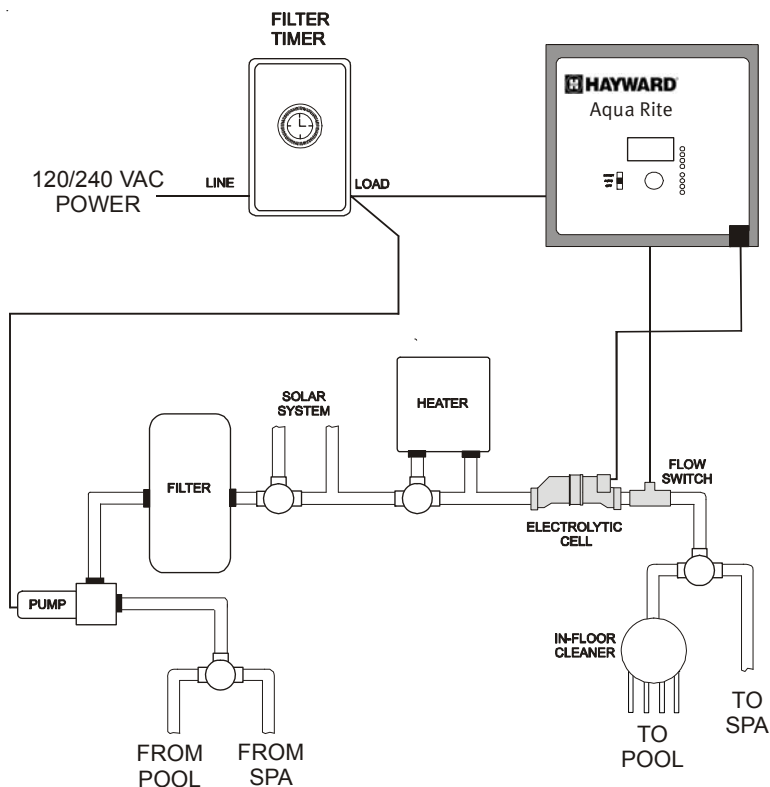 FILTER
TIMER
HAYWARD
Aqua Rite
120/240 VAC
POWER
LINE
LOAD
SOLAR
SYSTEM
HEATER
FILTER
FLOW
SWITCH
ELECTROLYTIC
CELL
PUMP
IN-FLOOR
CLEANER
TO
SPA
TO
POOL
FROM
POOL
FROM
SPA